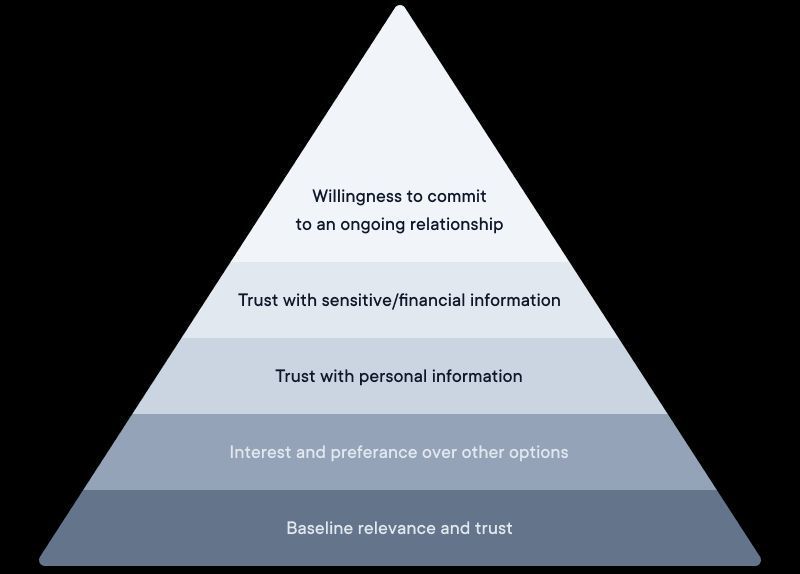 Willingness to commit
to an ongoing relationship
Trust with sensitive/financial information
Trust with personal information
Interest and preferance over other options
Baseline relevance and trust